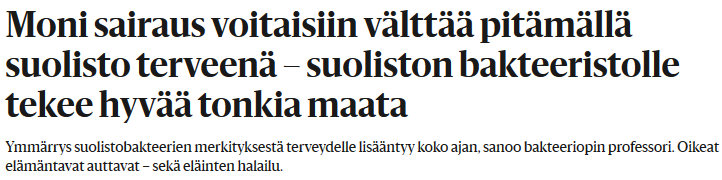 Moni sairaus voitaisiin välttää pitämällä
suolisto terveenä – suoliston bakteeristolle
tekee hyvää tonkia maata
Ymmärrys suolistobakteerien merkityksestä terveydelle lisääntyy koko ajan, sanoo bakteeriopin professori. Oikeat
elämäntavat auttavat – sekä eläinten halailu.